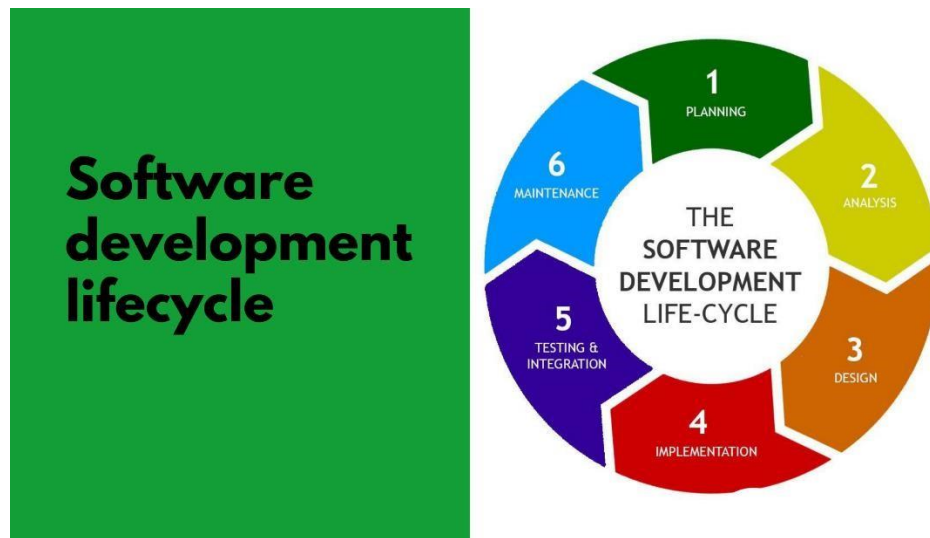 Software
development
lifecycle
1
PLANNING
2
ANALYSIS
3
DESIGN
4
IMPLEMENTATION
5
TESTING &
INTEGRATION
6
MAINTENANCE
THE
SOFTWARE
DEVELOPMENT
LIFE-CYCLE